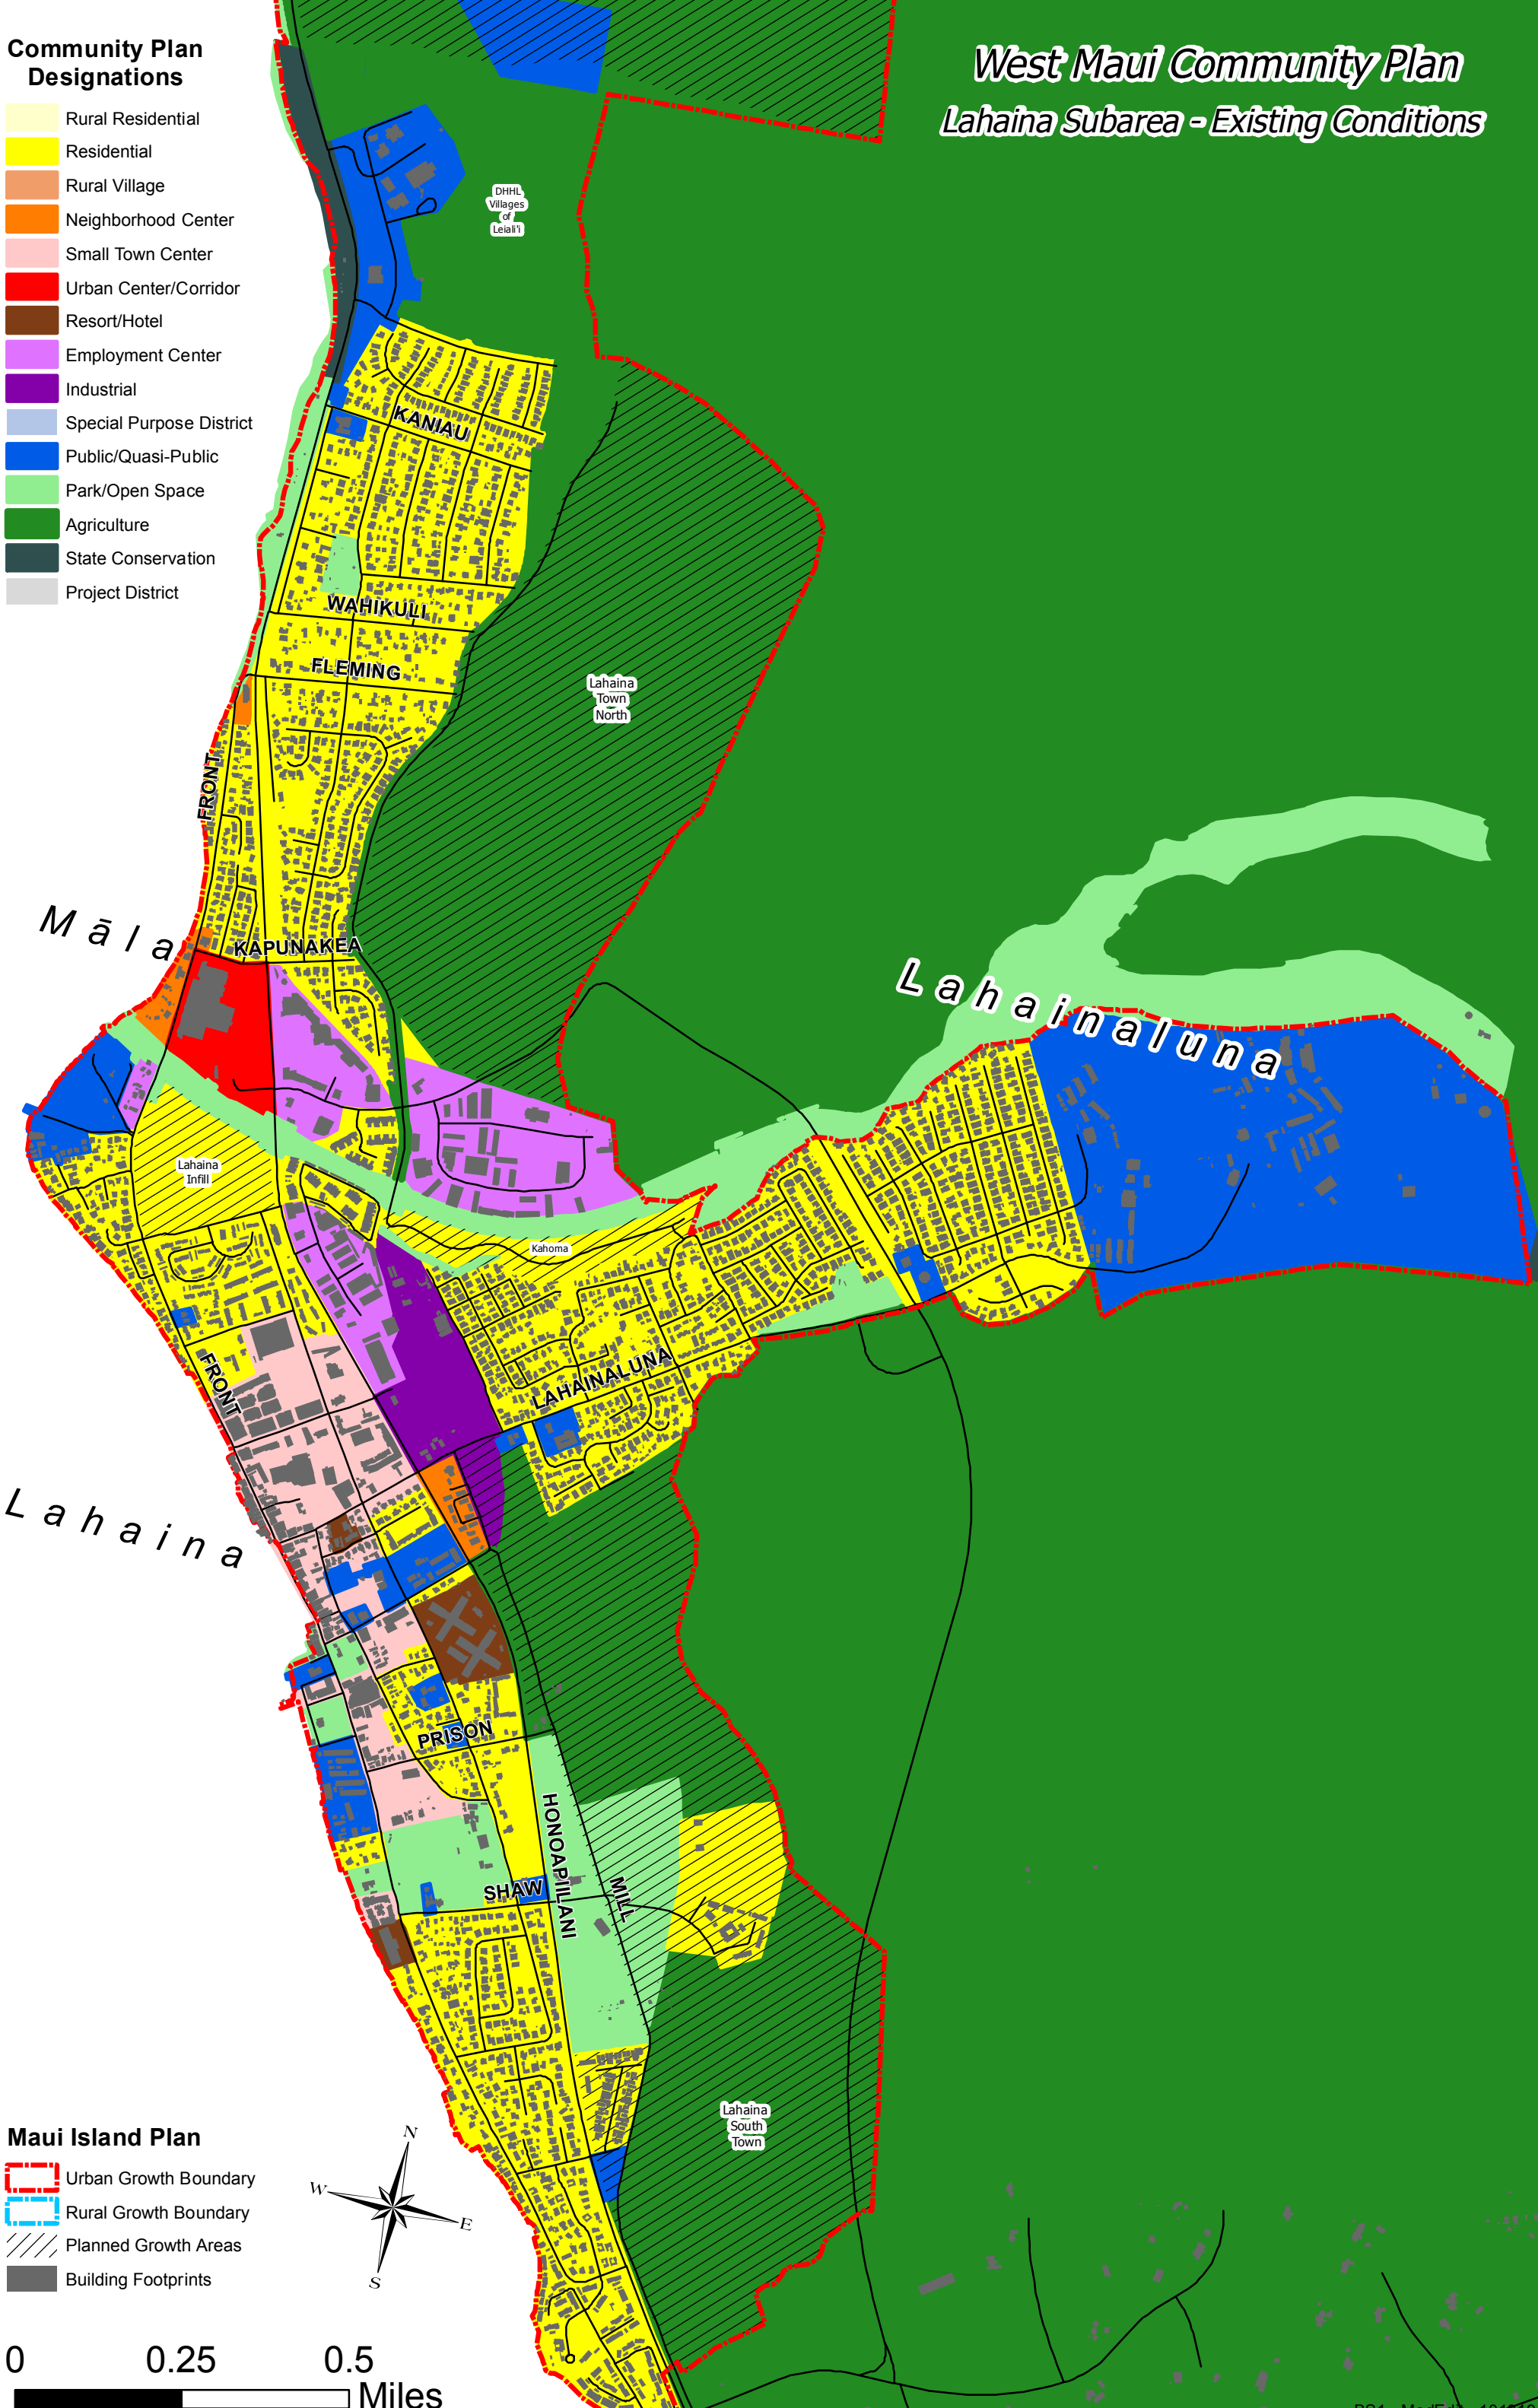 Community Plan
Designations
Rural Residential
Residential
Rural Village
Neighborhood Center
Small Town Center
Urban Center/Corridor
Resort/Hotel
Employment Center
Industrial
Special Purpose District
Public/Quasi-Public
Park/Open Space
Agriculture
State Conservation
Project District
West Maui Community Plan
Lahaina Subarea - Existing Conditions
DHHL
Villages
of
Leiali'i
KANIAU
WAHIKULI
FLEMING
Lahaina
Town
North
FRONT
Māla
KAPUNAKEA
Lahainaluna
Lahaina
Infill
Kahoma
FRONT
LAHAINALUNA
Lahaina
PRISON
HONOAPIILANI
SHAW
MILL
Lahaina
South
Town
Maui Island Plan
Urban Growth Boundary
Rural Growth Boundary
Planned Growth Areas
Building Footprints
N
W
E
S
0 0.25 0.5
Miles